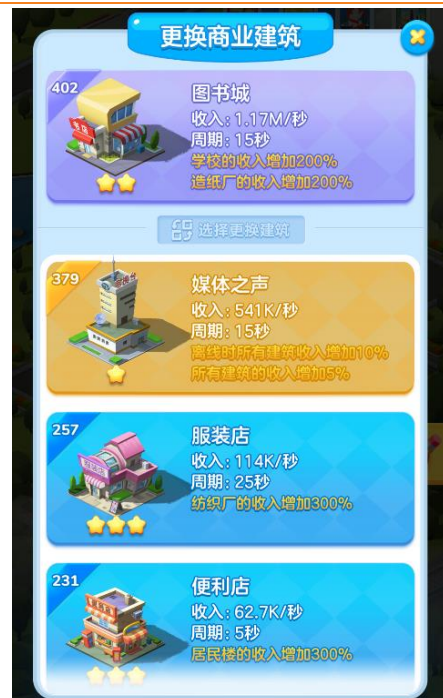 更换商业建筑
402
图书城
收入：1.17M/秒
周期：15秒
学校的收入增加200%
造纸厂的收入增加200%
选择更换建筑
379
媒体之声
收入：541K/秒
周期：15秒
离线时所有建筑收入增加10%
所有建筑的收入增加5%
257
服装店
收入：114K/秒
周期：25秒
纺织厂的收入增加300%
231
便利店
收入：62.7K/秒
周期：5秒
居民楼的收入增加300%